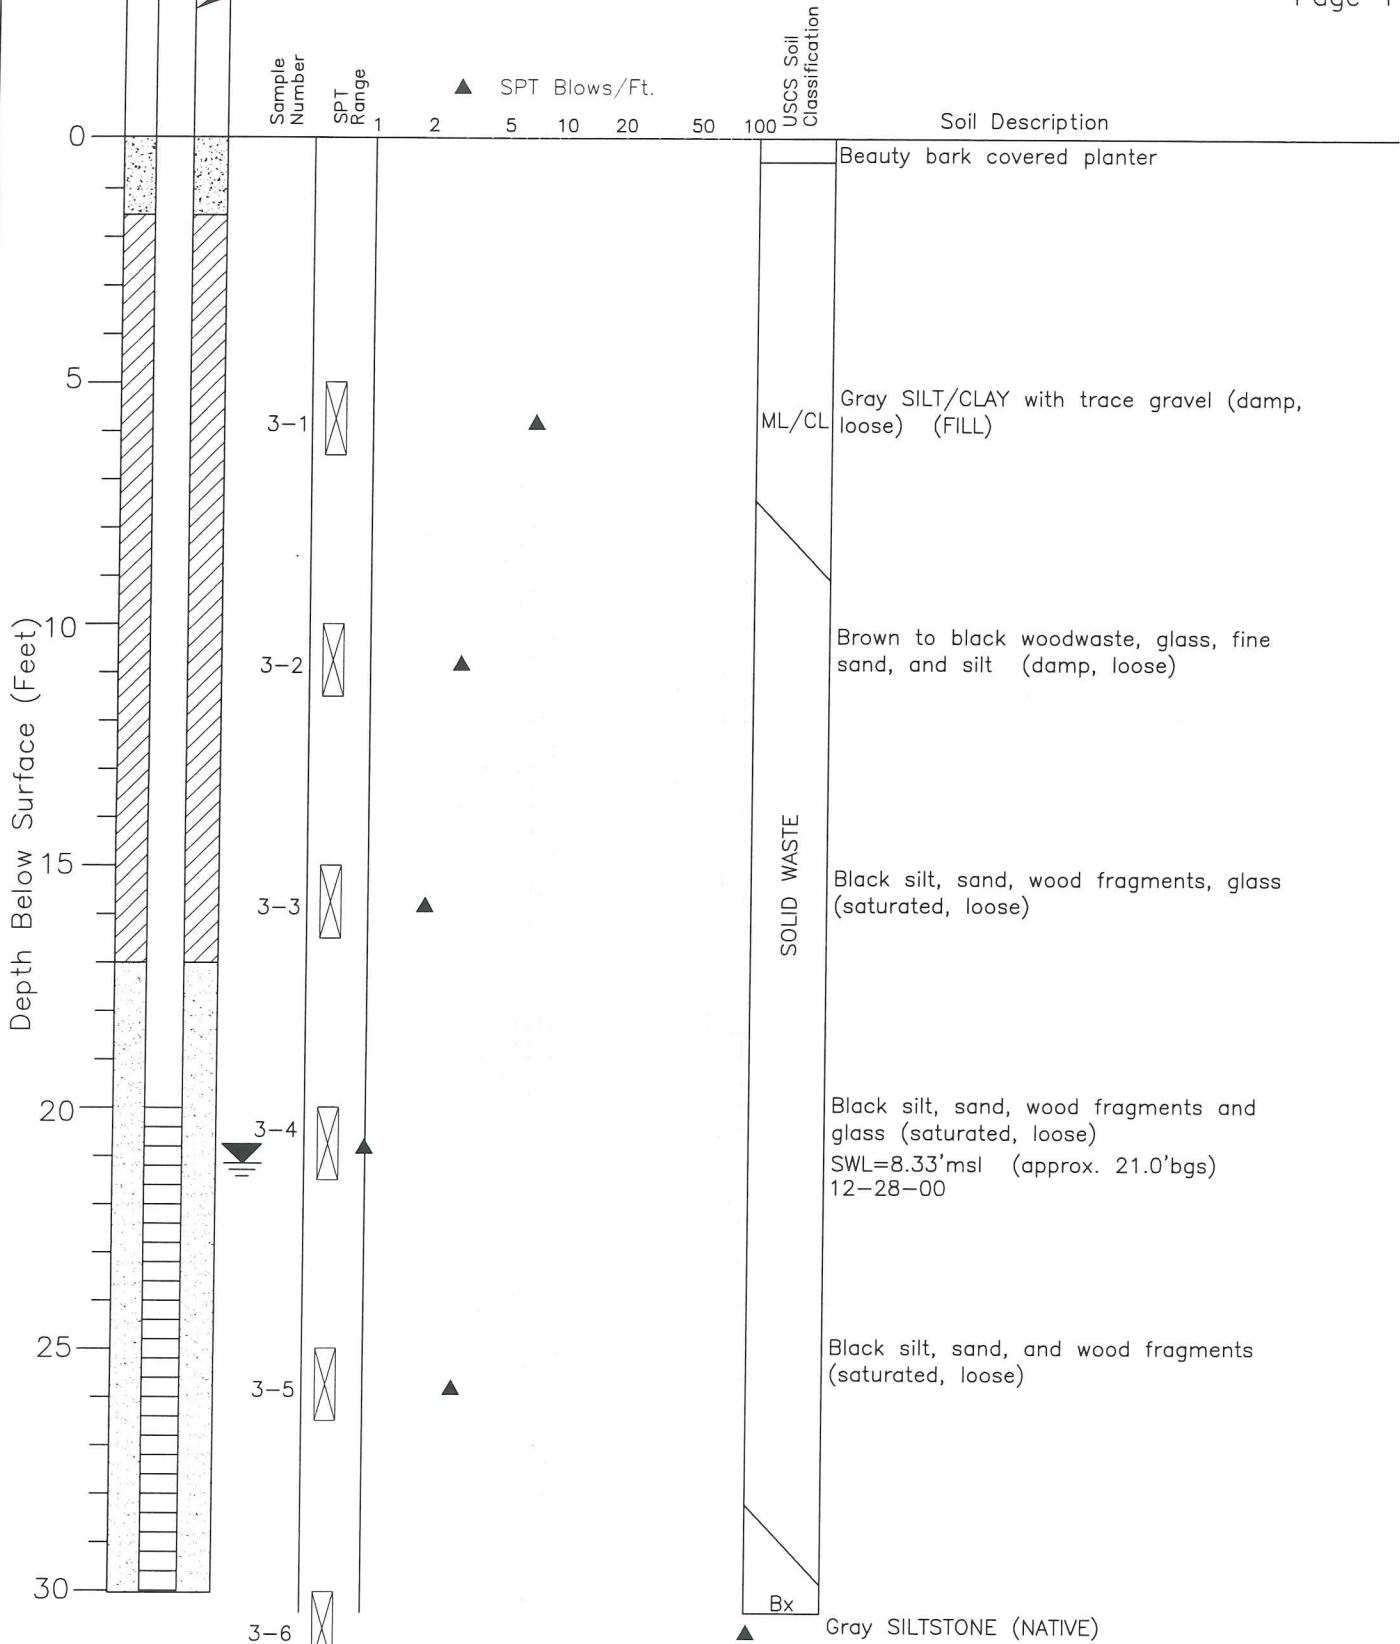 Page 1
Sample
Number
SPT
Range
SPT Blows/Ft.
USCS Soil
Classification
1 2 5 10 20 50 100
Soil Description
Depth Below Surface (Feet)
0
Beauty bark covered planter
5
3-1
ML/CL
Gray SILT/CLAY with trace gravel (damp,
loose) (FILL)
10
3-2
Brown to black woodwaste, glass, fine
sand, and silt (damp, loose)
SOLID WASTE
15
3-3
Black silt, sand, wood fragments, glass
(saturated, loose)
20
3-4
Black silt, sand, wood fragments and
glass (saturated, loose)
SWL=8.33'msl (approx. 21.0'bgs)
12-28-00
25
3-5
Black silt, sand, and wood fragments
(saturated, loose)
30
Bx
3-6
Gray SILTSTONE (NATIVE)